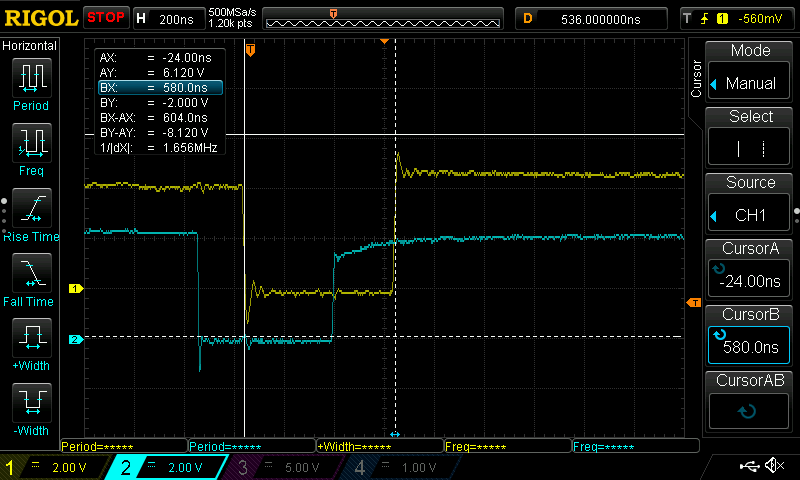 RIGOL STOP H 200ns 500MSa/s 1.20k pts T D 536.000000ns T 1 -560mV
Horizontal
Period
Freq
Rise Time
Fall Time
+Width
-Width
T
AX: = -24.00ns
AY: = 6.120 V
BX: = 580.0ns
BY: = -2.000 V
BX-AX: = 604.0ns
BY-AY: = -8.120 V
1/|dX|: = 1.656MHz
1
2
T
Cursor
Mode
Manual
Select
Source
CH1
CursorA
-24.00ns
CursorB
580.0ns
CursorAB
Period=***** Period=***** +Width=***** Freq=***** Freq=*****
1 = 2.00 V 2 = 2.00 V 3 = 5.00 V 4 = 1.00 V